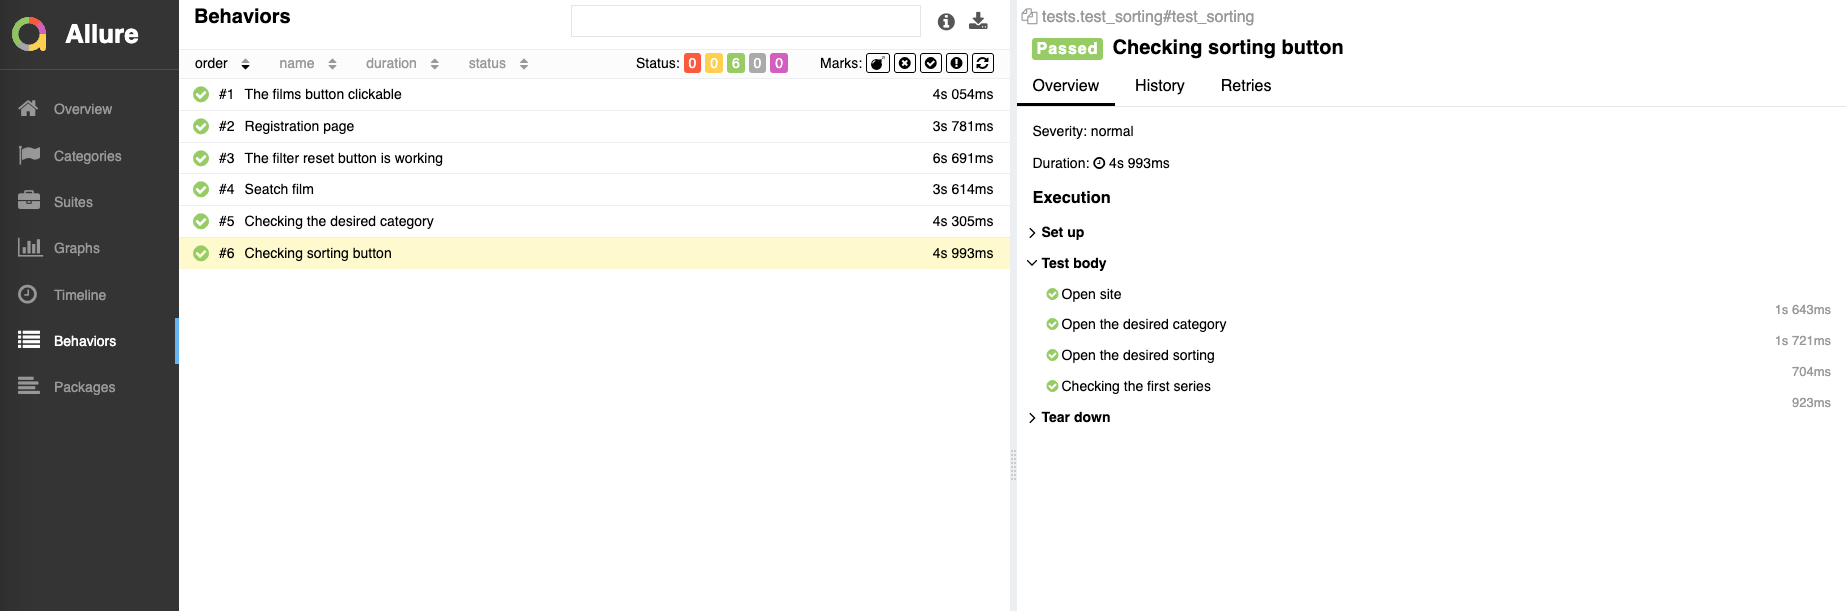 Allure
Overview
Categories
Suites
Graphs
Timeline
Behaviors
Packages
Behaviors
order name duration status Status: 0 0 6 0 0 Marks:
#1 The films button clickable 4s 054ms
#2 Registration page 3s 781ms
#3 The filter reset button is working 6s 691ms
#4 Seatch film 3s 614ms
#5 Checking the desired category 4s 305ms
#6 Checking sorting button 4s 993ms
tests.test_sorting#test_sorting
Passed Checking sorting button
Overview History Retries
Severity: normal
Duration: 4s 993ms
Execution
Set up
Test body
Open site
1s 643ms
Open the desired category
1s 721ms
Open the desired sorting
704ms
Checking the first series
923ms
Tear down